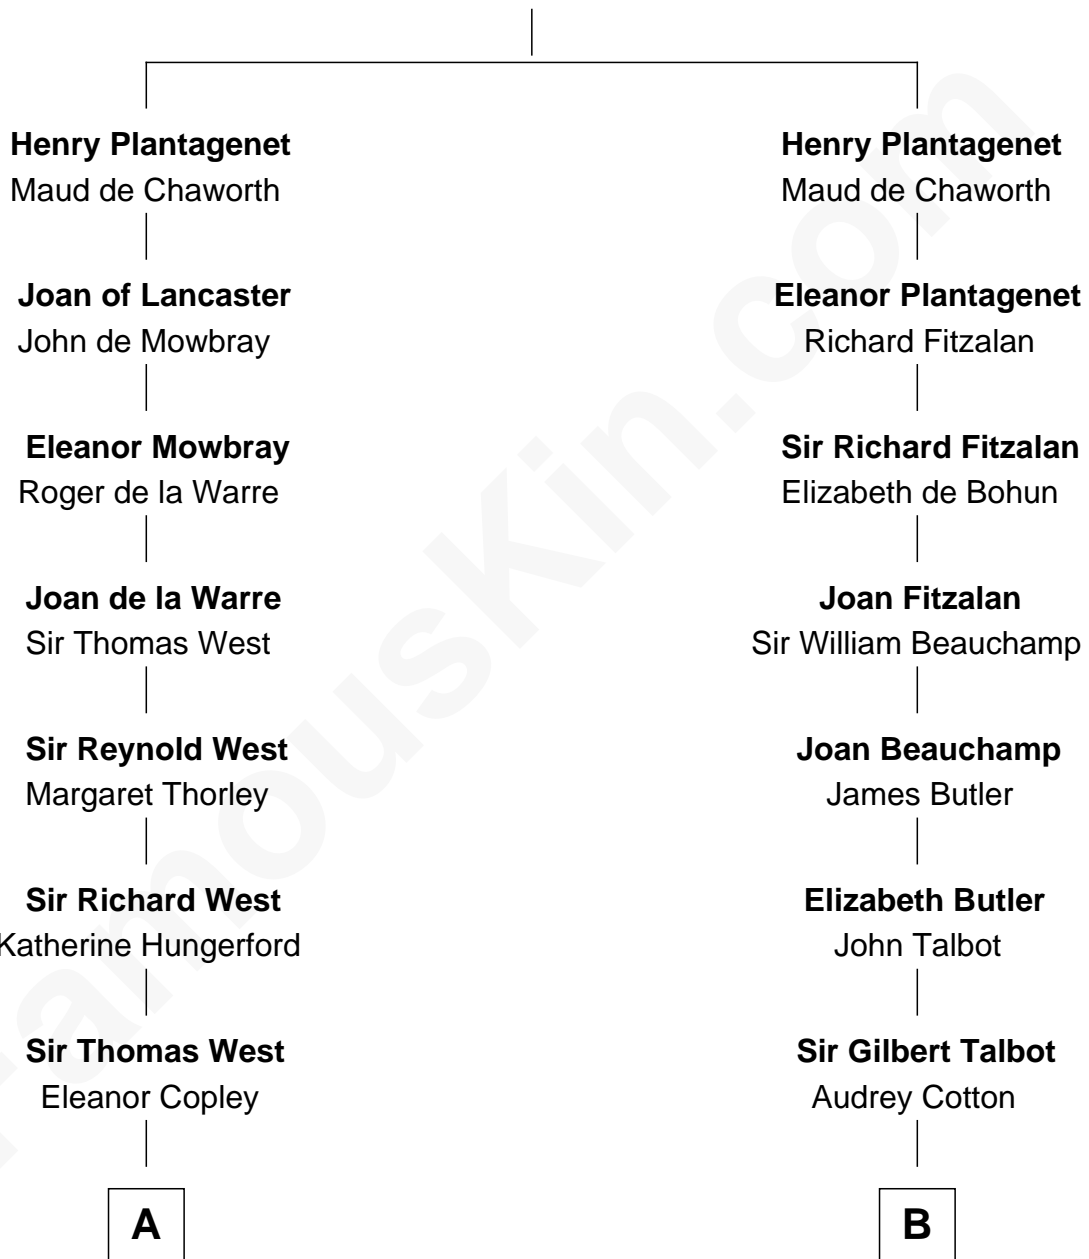 Henry Plantagenet
Maud de Chaworth
Joan of Lancaster
John de Mowbray
Eleanor Mowbray
Roger de la Warre
Joan de la Warre
Sir Thomas West
Sir Reynold West
Margaret Thorley
Sir Richard West
Katherine Hungerford
Sir Thomas West
Eleanor Copley
A
Henry Plantagenet
Maud de Chaworth
Eleanor Plantagenet
Richard Fitzalan
Sir Richard Fitzalan
Elizabeth de Bohun
Joan Fitzalan
Sir William Beauchamp
Joan Beauchamp
James Butler
Elizabeth Butler
John Talbot
Sir Gilbert Talbot
Audrey Cotton
B
FamousKin.com